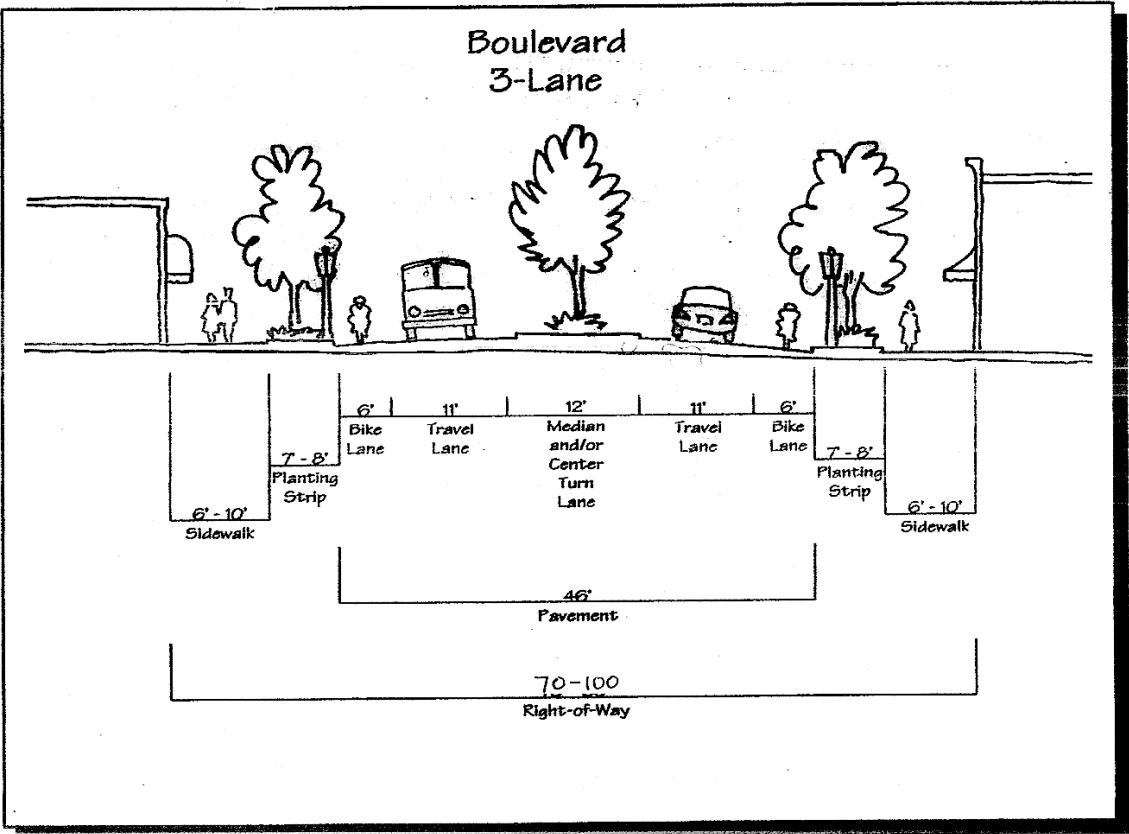 Boulevard
3-Lane
6'
11'
12'
11'
6'
Bike
Lane
Travel
Lane
Median
and/or
Center
Turn
Lane
Travel
Lane
Bike
Lane
7' - 8'
Planting
Strip
7' - 8'
Planting
Strip
6' - 10'
Sidewalk
6' - 10'
Sidewalk
46'
Pavement
70-100
Right-of-Way